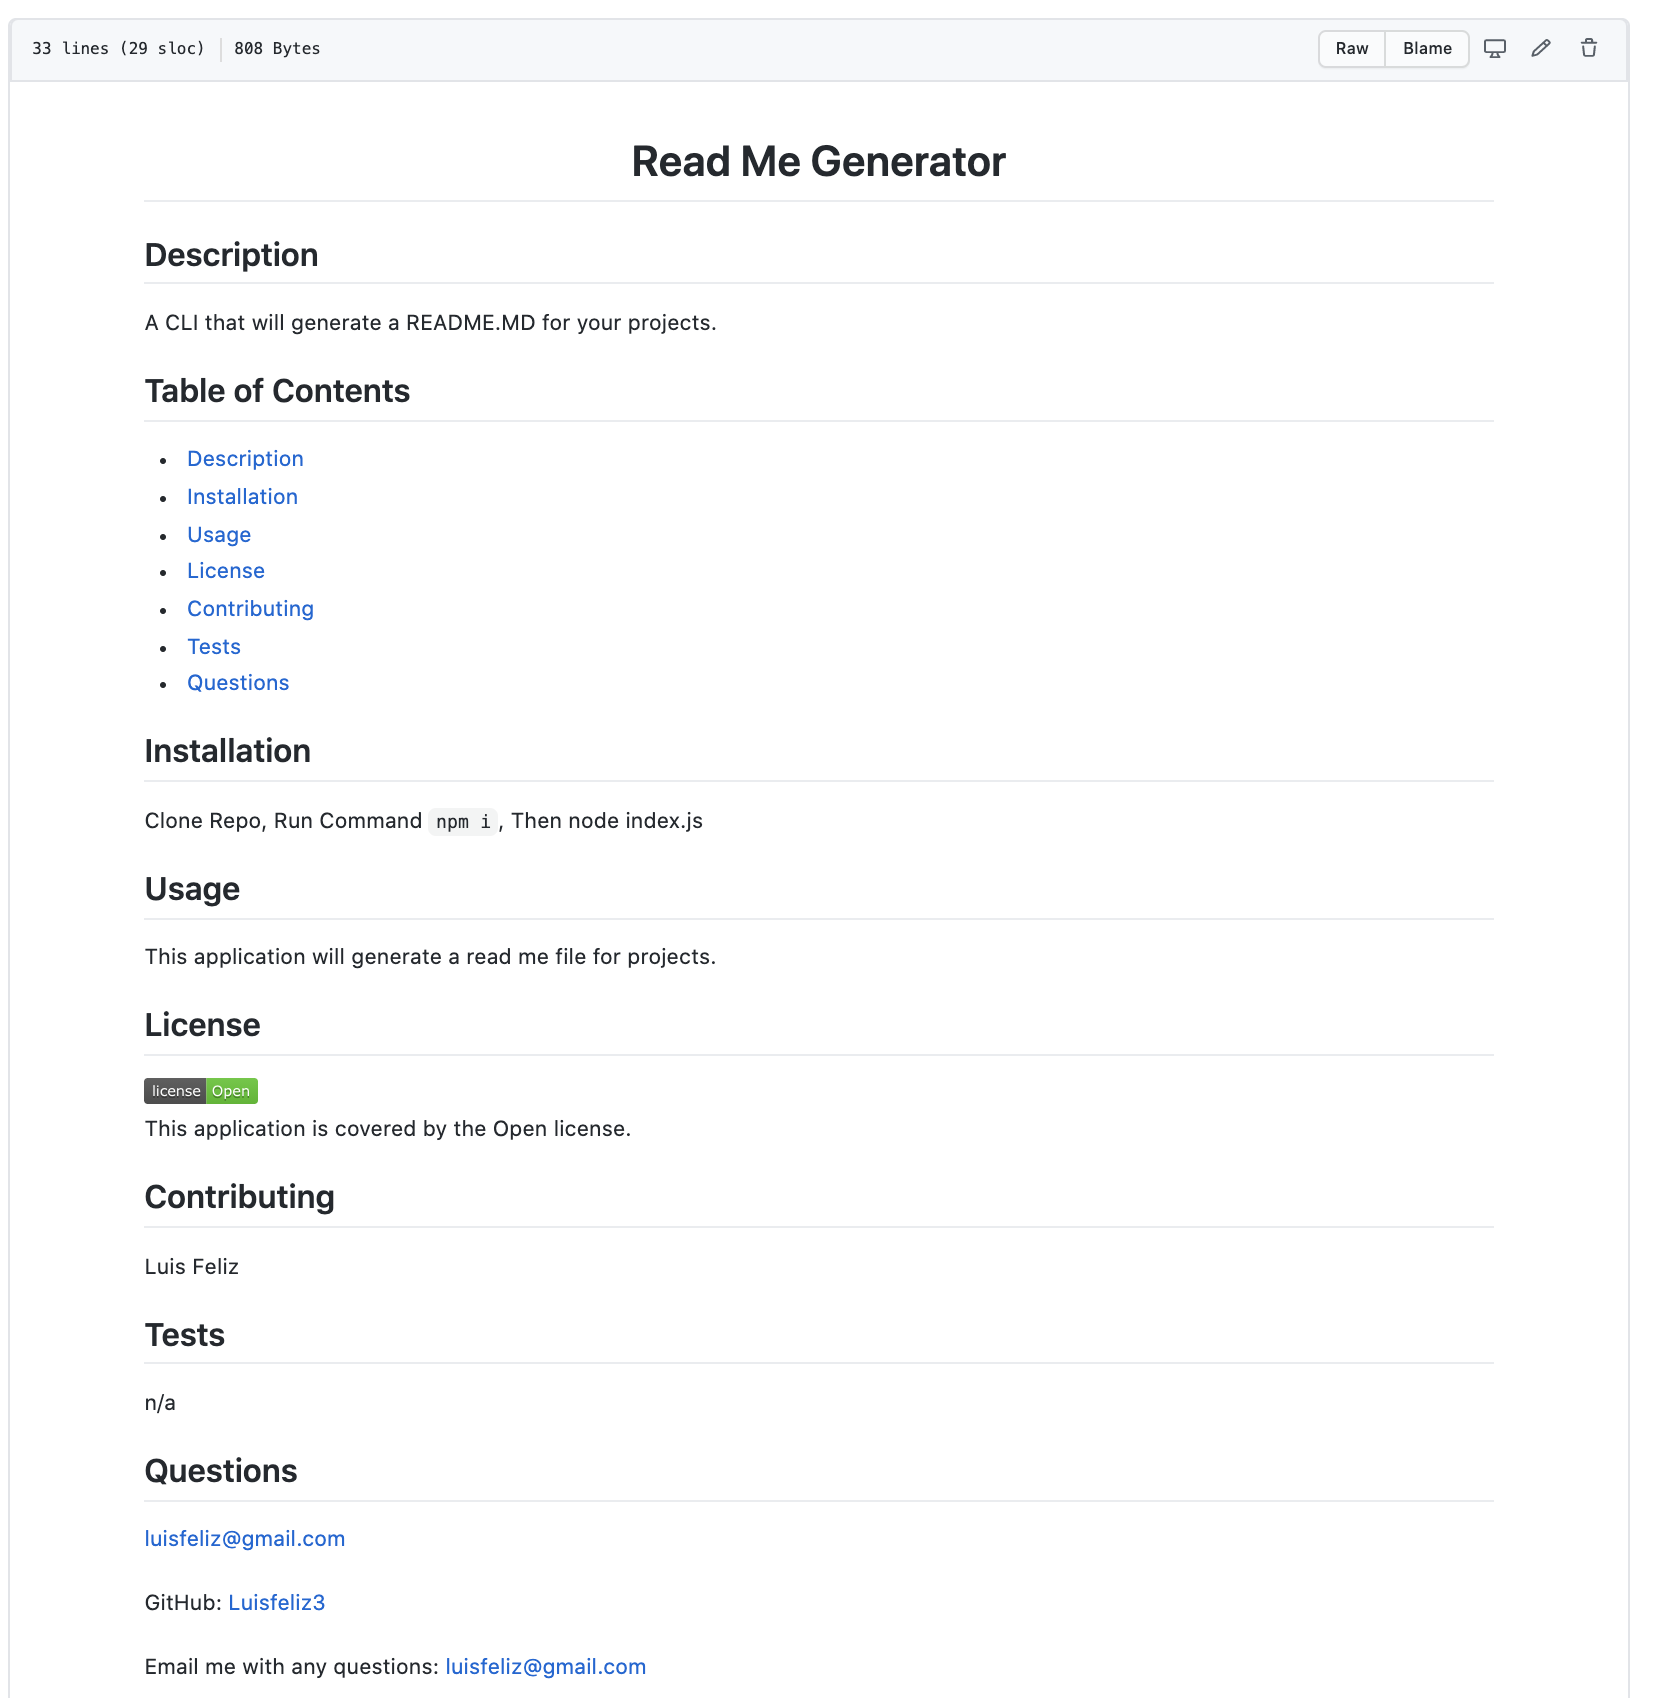 33 lines (29 sloc) 808 Bytes Raw Blame
Read Me Generator
Description
A CLI that will generate a README.MD for your projects.
Table of Contents
Description
Installation
Usage
License
Contributing
Tests
Questions
Installation
Clone Repo, Run Command npm i, Then node index.js
Usage
This application will generate a read me file for projects.
License
license Open
This application is covered by the Open license.
Contributing
Luis Feliz
Tests
n/a
Questions
luisfeliz@gmail.com
GitHub: Luisfeliz3
Email me with any questions: luisfeliz@gmail.com